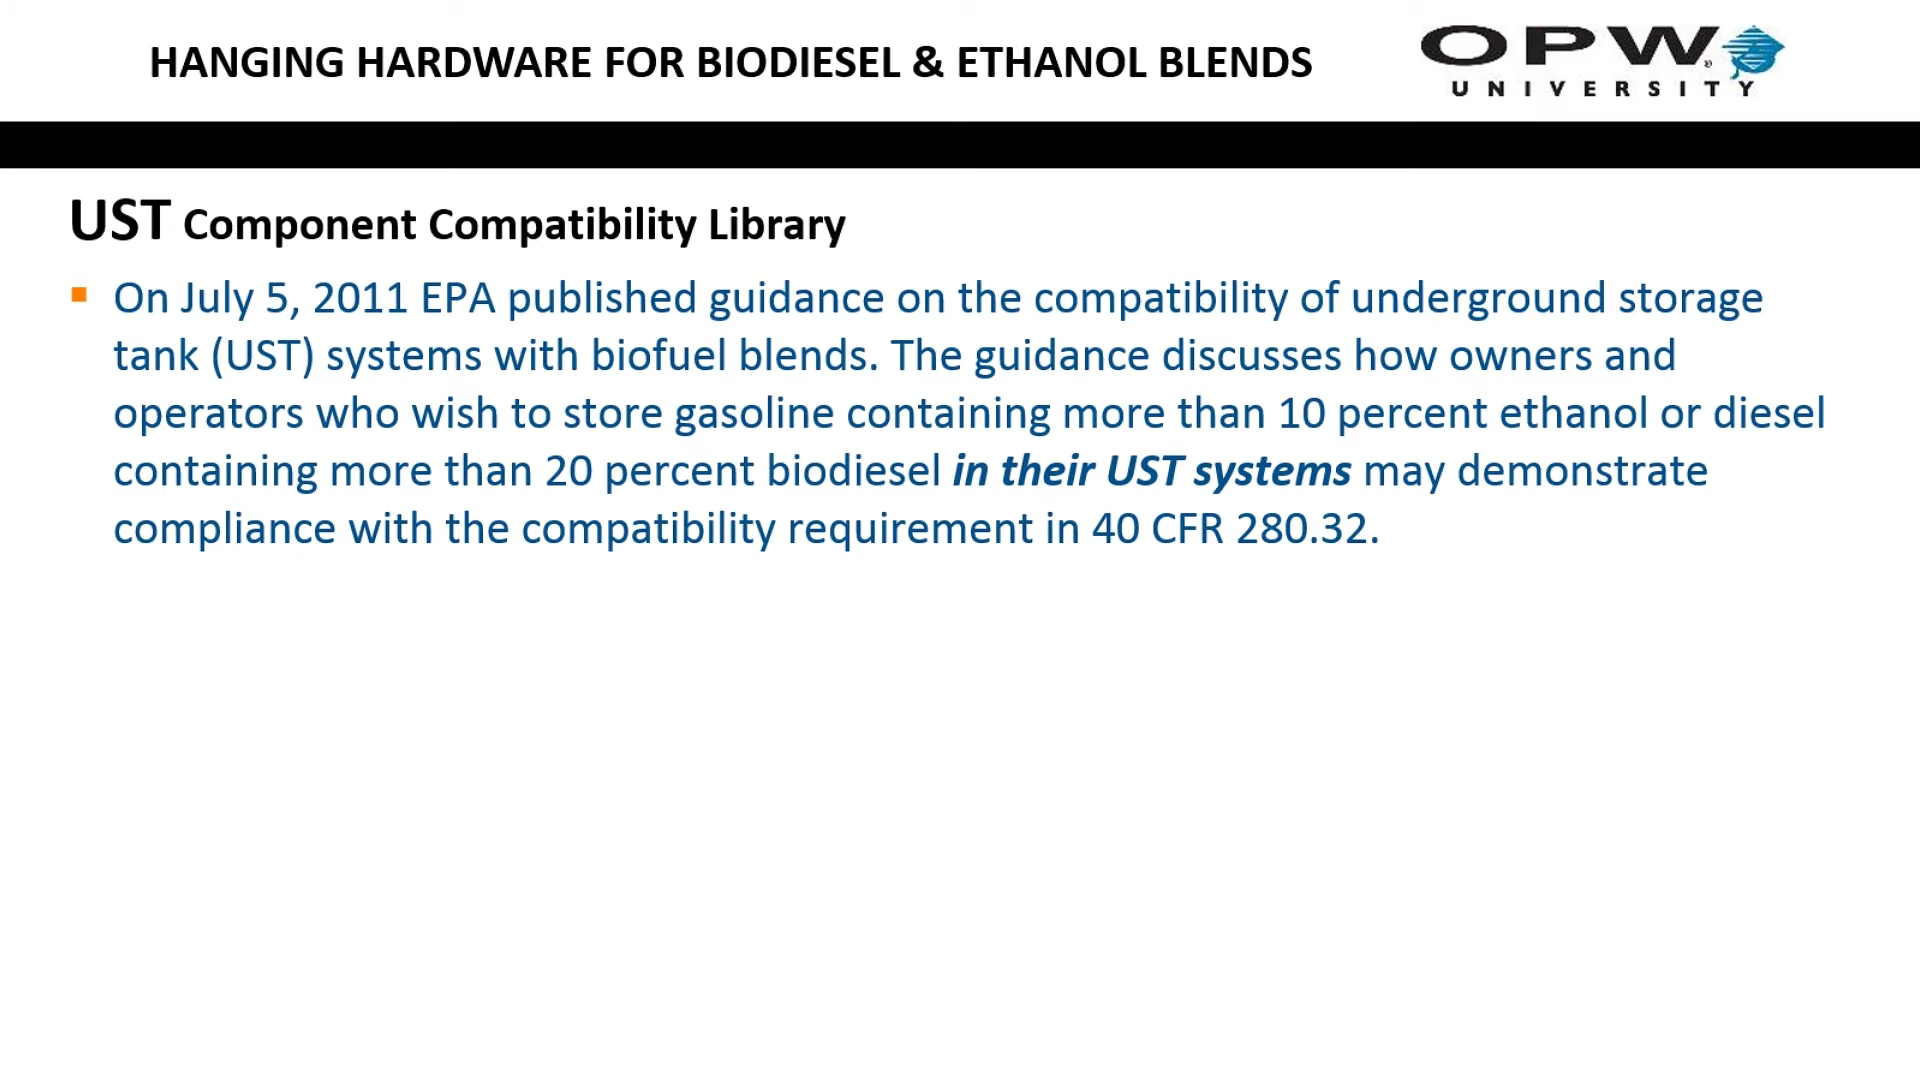 HANGING HARDWARE FOR BIODIESEL & ETHANOL BLENDS
OPW®
UNIVERSITY
UST Component Compatibility Library
▪ On July 5, 2011 EPA published guidance on the compatibility of underground storage
tank (UST) systems with biofuel blends. The guidance discusses how owners and
operators who wish to store gasoline containing more than 10 percent ethanol or diesel
containing more than 20 percent biodiesel in their UST systems may demonstrate
compliance with the compatibility requirement in 40 CFR 280.32.